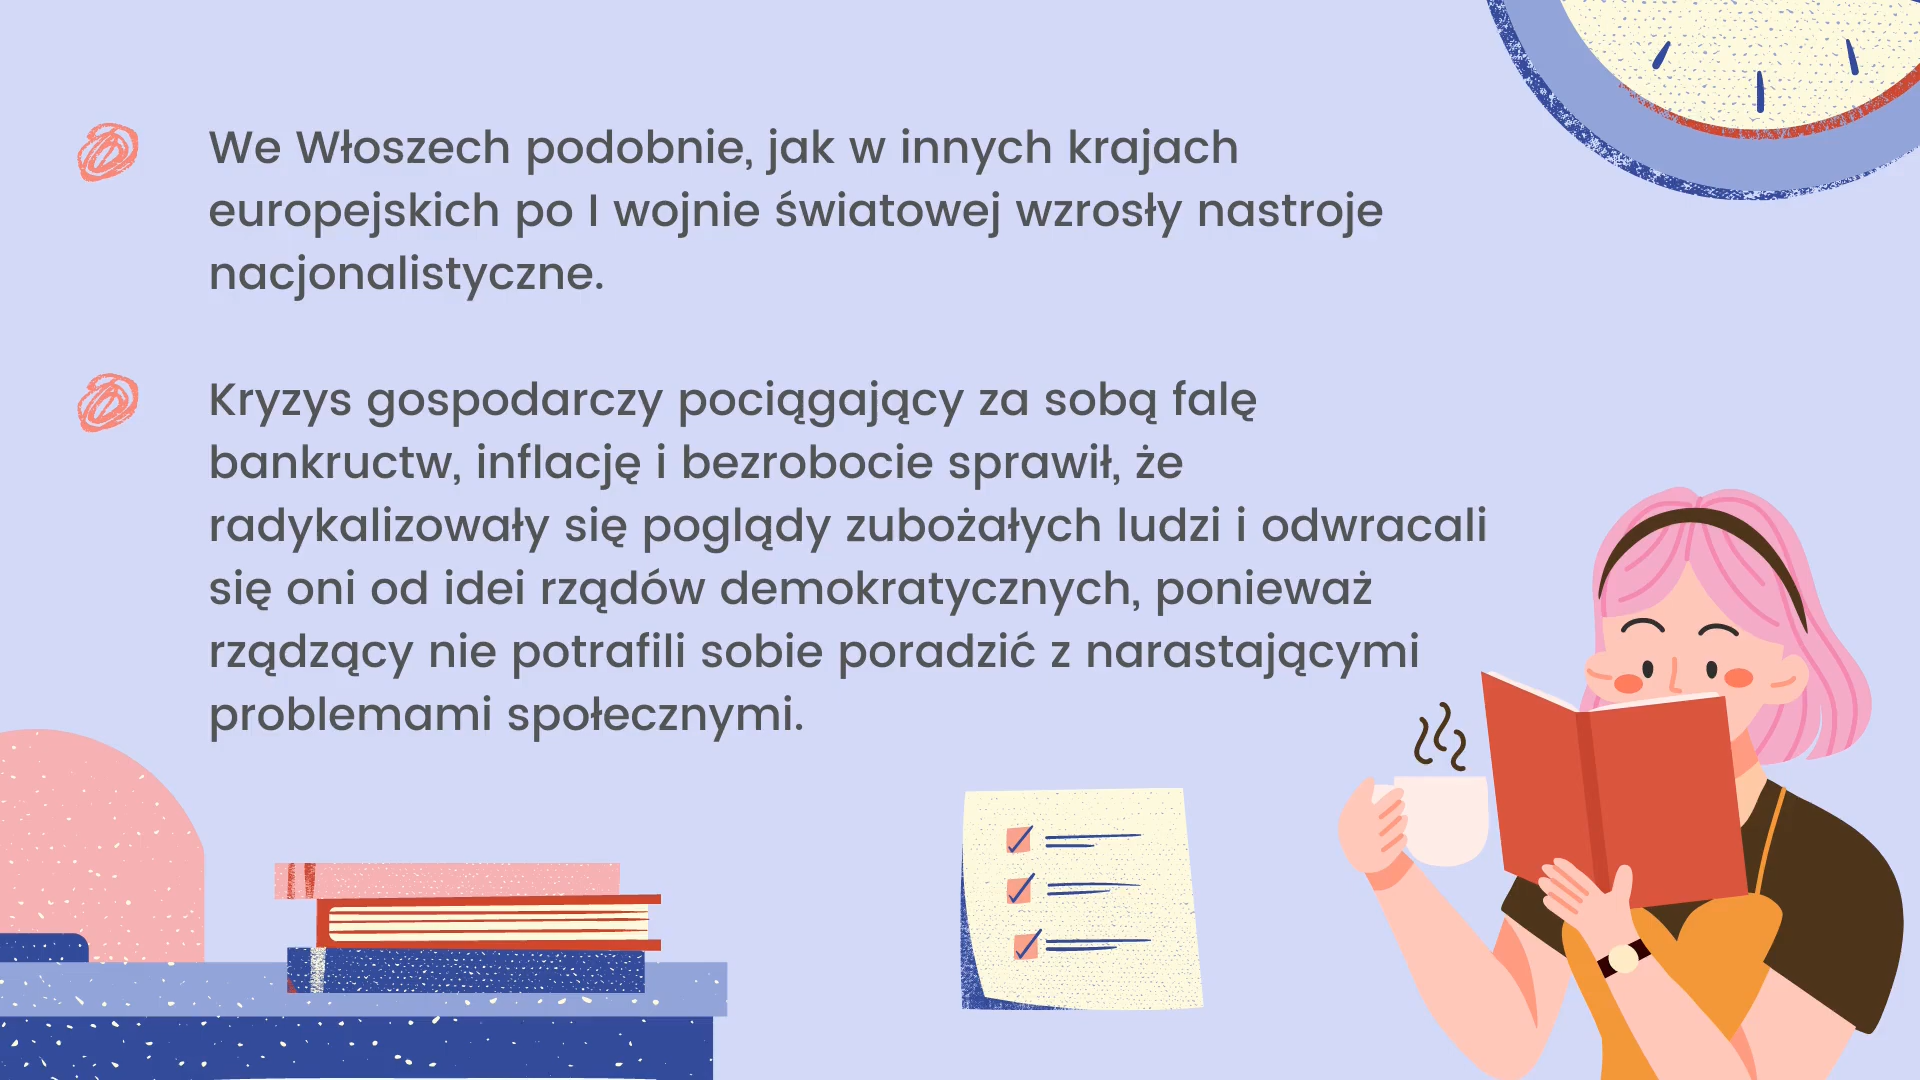 We Włoszech podobnie, jak w innych krajach
europejskich po I wojnie światowej wzrosły nastroje
nacjonalistyczne.
Kryzys gospodarczy pociągający za sobą falę
bankructw, inflację i bezrobocie sprawił, że
radykalizowały się poglądy zubożałych ludzi i odwracali
się oni od idei rządów demokratycznych, ponieważ
rządzący nie potrafili sobie poradzić z narastającymi
problemami społecznymi.